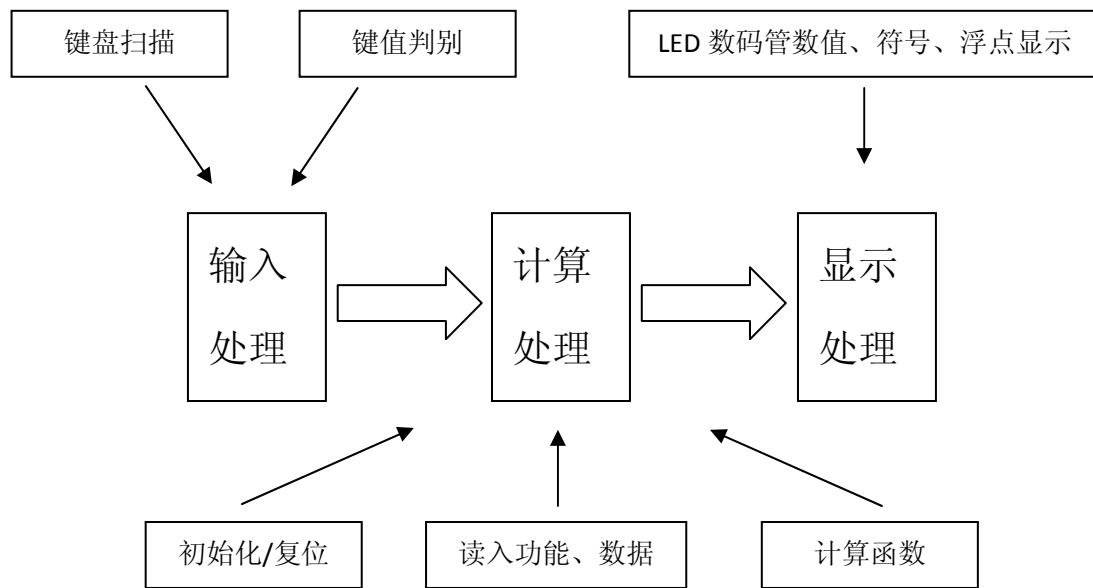 键盘扫描
键值判别
LED 数码管数值、符号、浮点显示
输入
处理
计算
处理
显示
处理
初始化/复位
读入功能、数据
计算函数